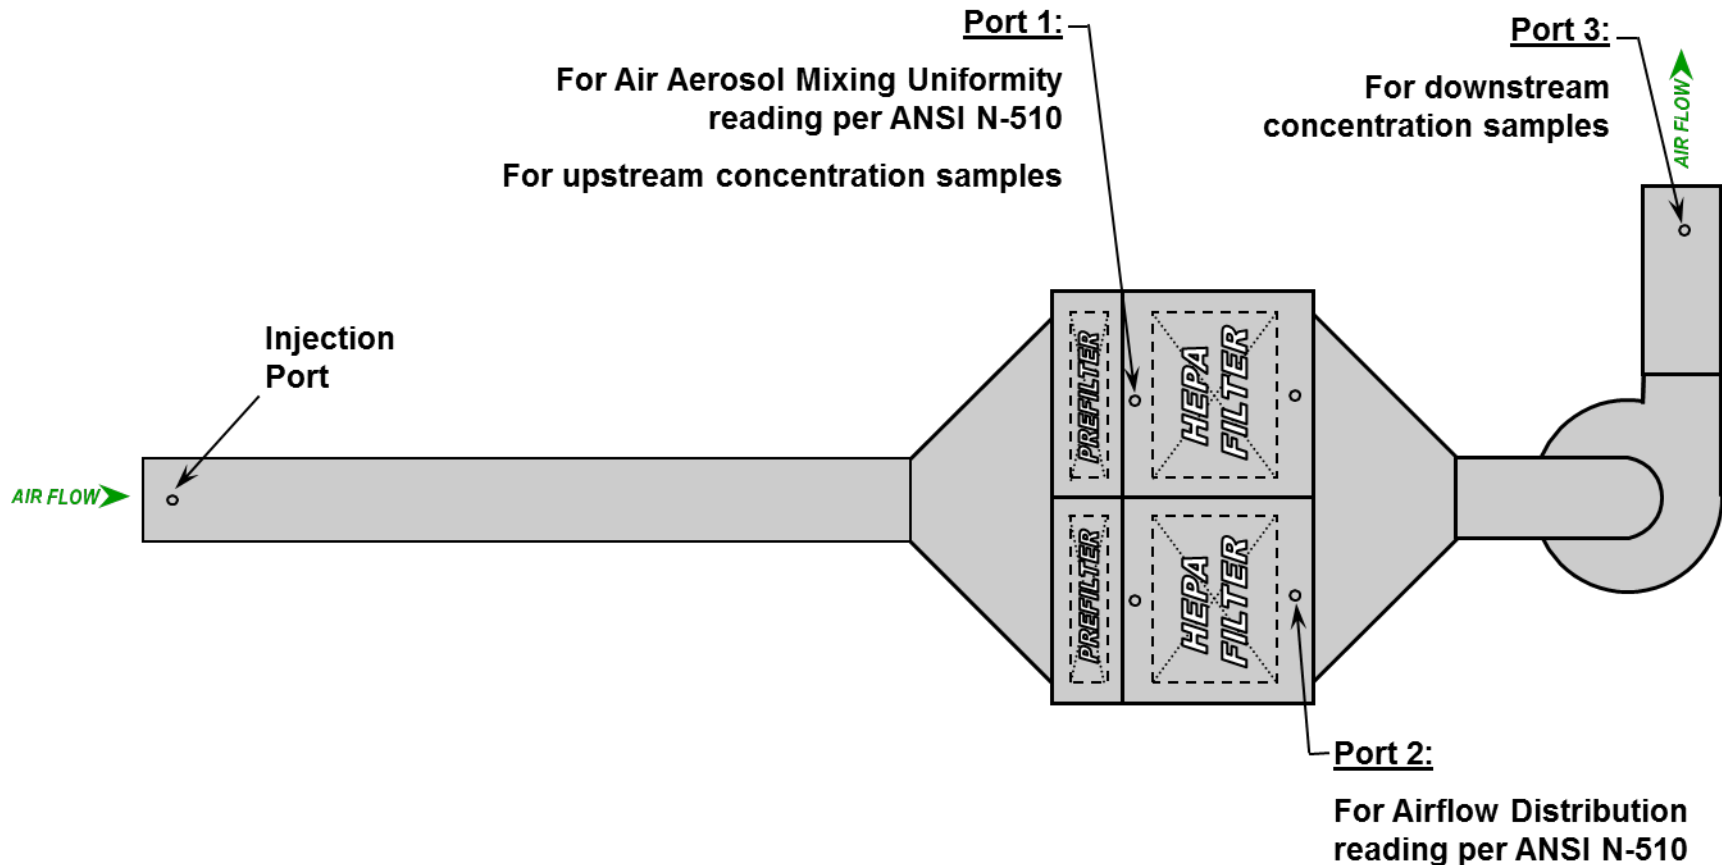 Port 1:
For Air Aerosol Mixing Uniformity
reading per ANSI N-510
For upstream concentration samples
Port 3:
For downstream
concentration samples
AIR FLOW
Injection
Port
AIR FLOW
PREFILTER
HEPA
FILTER
PREFILTER
HEPA
FILTER
Port 2:
For Airflow Distribution
reading per ANSI N-510